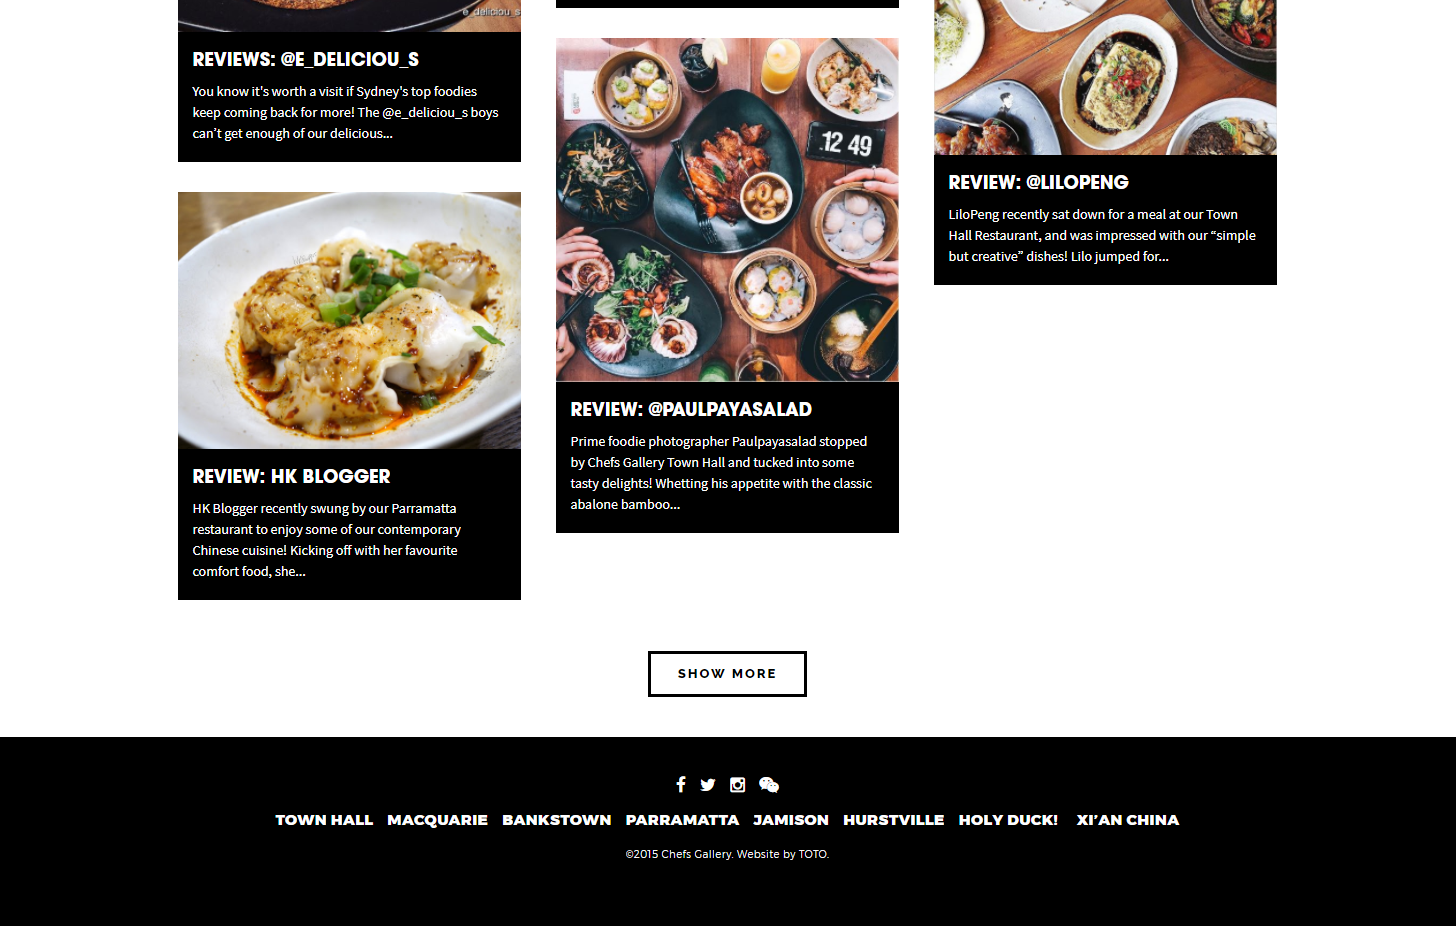 e_deliciou_s
REVIEWS: @E_DELICIOU_S
You know it's worth a visit if Sydney's top foodies
keep coming back for more! The @e_deliciou_s boys
can’t get enough of our delicious...
REVIEW: HK BLOGGER
HK Blogger recently swung by our Parramatta
restaurant to enjoy some of our contemporary
Chinese cuisine! Kicking off with her favourite
comfort food, she...
12 49
REVIEW: @PAULPAYASALAD
Prime foodie photographer Paulpayasalad stopped
by Chefs Gallery Town Hall and tucked into some
tasty delights! Whetting his appetite with the classic
abalone bamboo...
REVIEW: @LILOPENG
LiloPeng recently sat down for a meal at our Town
Hall Restaurant, and was impressed with our “simple
but creative” dishes! Lilo jumped for...
SHOW MORE
TOWN HALL MACQUARIE BANKSTOWN PARRAMATTA JAMISON HURSTVILLE HOLY DUCK! XI’AN CHINA
©2015 Chefs Gallery. Website by TOTO.